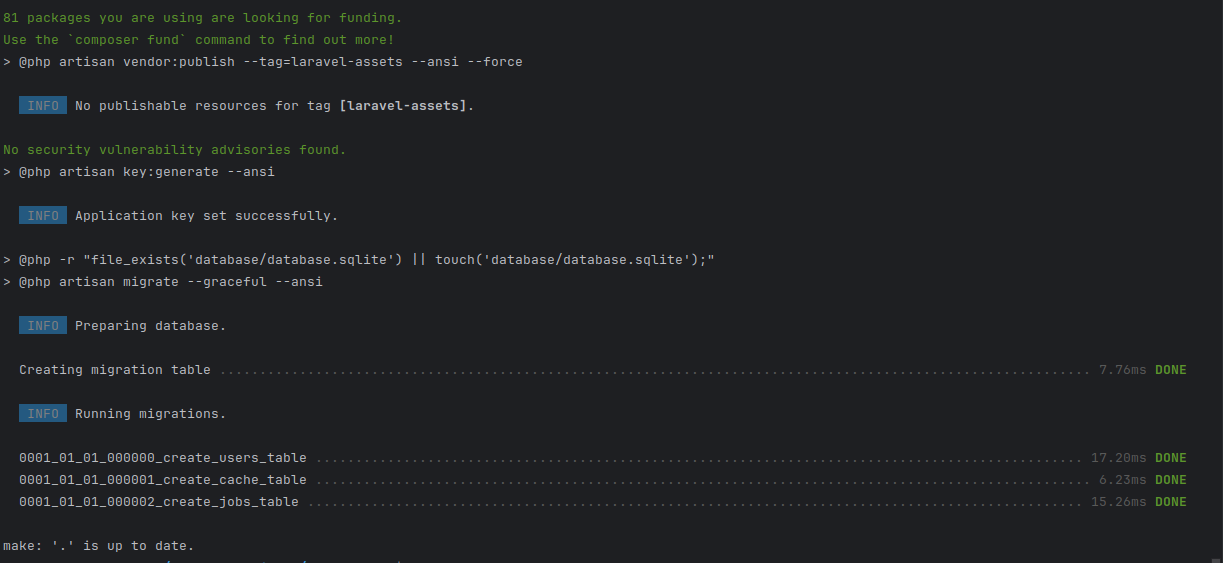 81 packages you are using are looking for funding.
Use the `composer fund` command to find out more!
> @php artisan vendor:publish --tag=laravel-assets --ansi --force
INFO No publishable resources for tag [laravel-assets].
No security vulnerability advisories found.
> @php artisan key:generate --ansi
INFO Application key set successfully.
> @php -r "file_exists('database/database.sqlite') || touch('database/database.sqlite');"
> @php artisan migrate --graceful --ansi
INFO Preparing database.
Creating migration table ............................................................................................................. 7.76ms DONE
INFO Running migrations.
0001_01_01_000000_create_users_table ................................................................................................ 17.20ms DONE
0001_01_01_000001_create_cache_table ................................................................................................. 6.23ms DONE
0001_01_01_000002_create_jobs_table ................................................................................................. 15.26ms DONE
make: '.' is up to date.